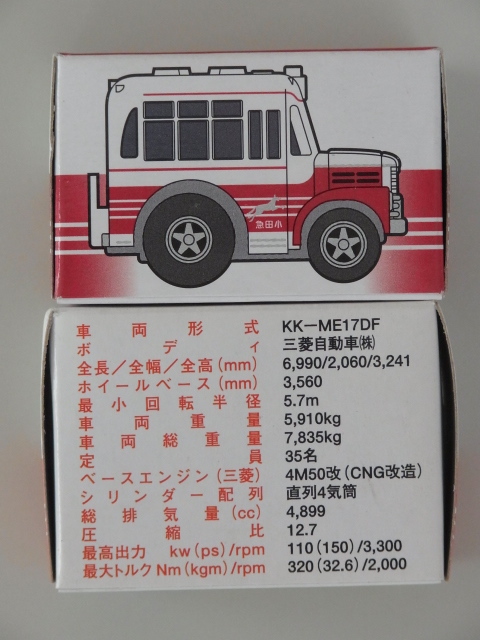 急田小
車両形式 KK-ME17DF
ボディ 三菱自動車㈱
全長/全幅/全高(mm) 6,990/2,060/3,241
ホイールベース(mm) 3,560
最小回転半径 5.7m
車両重量 5,910kg
車両総重量 7,835kg
定員 35名
ベースエンジン(三菱) 4M50改(CNG改造)
シリンダー配列 直列4気筒
総排気量(cc) 4,899
圧縮比 12.7
最高出力 kw(ps)/rpm 110(150)/3,300
最大トルクNm(kgm)/rpm 320(32.6)/2,000